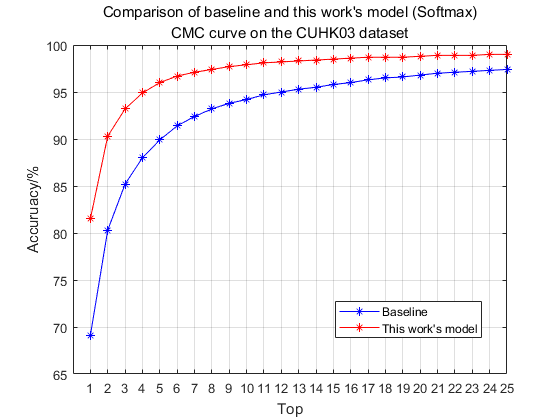 Comparison of baseline and this work's model (Softmax)
CMC curve on the CUHK03 dataset
100
95
90
85
80
75
70
65
Accuruacy/%
Baseline
This work's model
1 2 3 4 5 6 7 8 9 10 11 12 13 14 15 16 17 18 19 20 21 22 23 24 25
Top